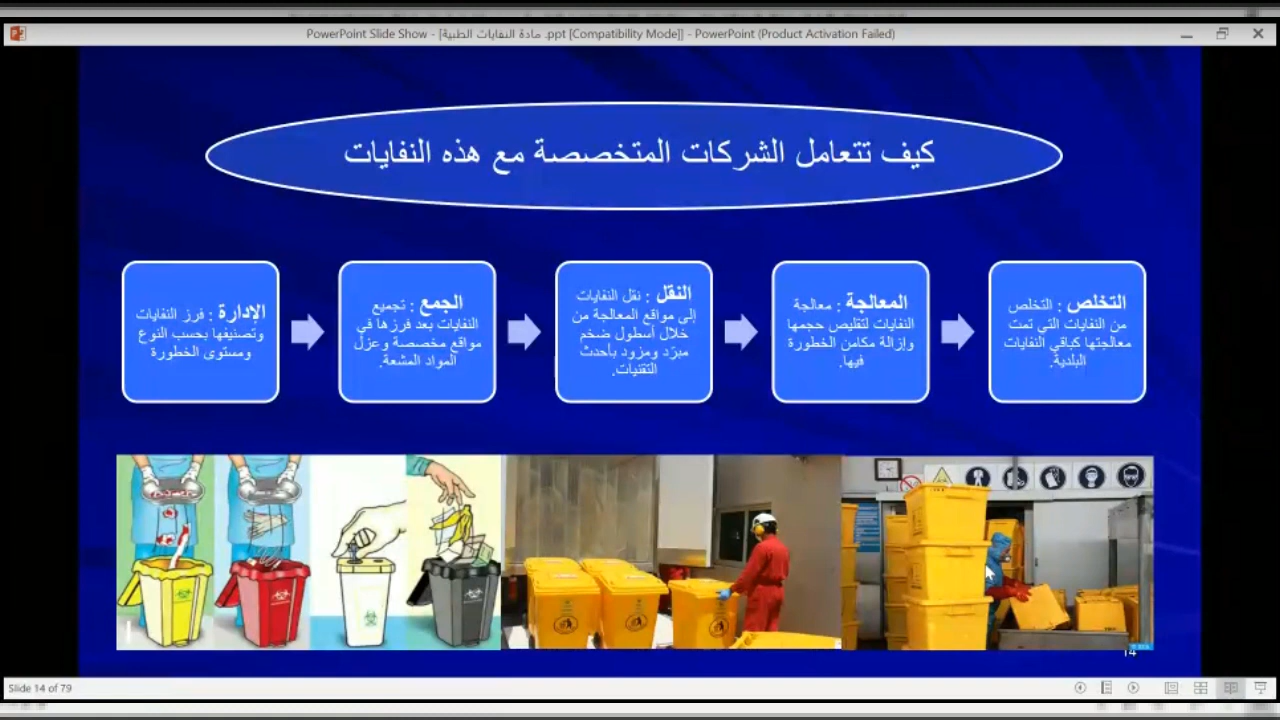 PowerPoint Slide Show - [مادة النفايات الطبية .ppt [Compatibility Mode]] - PowerPoint (Product Activation Failed)
كيف تتعامل الشركات المتخصصة مع هذه النفايات
الإدارة : فرز النفايات
وتصنيفها بحسب النوع
ومستوى الخطورة
الجمع : تجميع
النفايات بعد فرزها في
مواقع مخصصة وعزل
المواد المشعة.
النقل : نقل النفايات
إلى مواقع المعالجة من
خلال أسطول ضخم
مبرّد ومزود بأحدث
التقنيات.
المعالجة : معالجة
النفايات لتقليص حجمها
وإزالة مكامن الخطورة
فيها.
التخلص : التخلص
من النفايات التي تمت
معالجتها كباقي النفايات
البلدية.
14
Slide 14 of 79